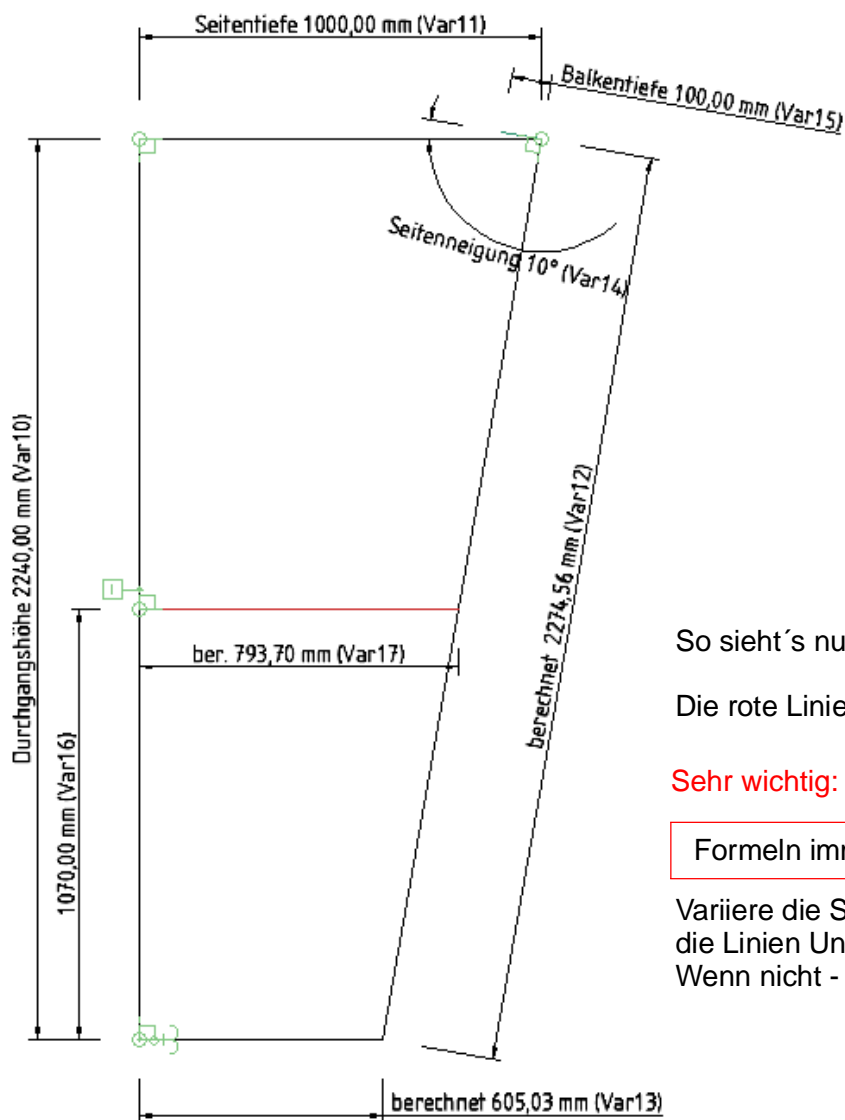 Seitentiefe 1000,00 mm (Var11)
Balkentiefe 100,00 mm (Var15)
Seitenneigung 10° (Var14)
Durchgangshöhe 2240,00 mm (Var10)
berechnet 2274,56 mm (Var12)
ber. 793,70 mm (Var17)
1070,00 mm (Var16)
berechnet 605,03 mm (Var13)
So sieht´s nu
Die rote Linie
Sehr wichtig:
Formeln imm
Variiere die S
die Linien Un
Wenn nicht -